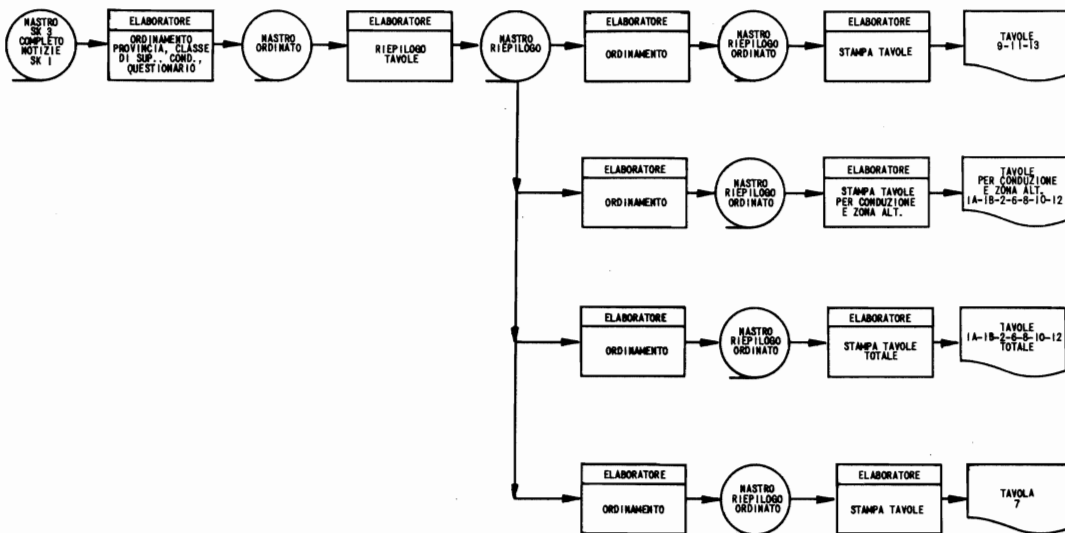 NASTRO
SK 3
COMPLETO
NOTIZIE
SK 1
ELABORATORE
ORDINAMENTO
PROVINCIA, CLASSE
DI SUP., COND.,
QUESTIONARIO
NASTRO
ORDINATO
ELABORATORE
RIEPILOGO
TAVOLE
NASTRO
RIEPILOGO
ELABORATORE
ORDINAMENTO
NASTRO
RIEPILOGO
ORDINATO
ELABORATORE
STAMPA TAVOLE
TAVOLE
9-11-13
ELABORATORE
ORDINAMENTO
NASTRO
RIEPILOGO
ORDINATO
ELABORATORE
STAMPA TAVOLE
PER CONDUZIONE
E ZONA ALT.
TAVOLE
PER CONDUZIONE
E ZONA ALT.
1A-1B-2-6-8-10-12
ELABORATORE
ORDINAMENTO
NASTRO
RIEPILOGO
ORDINATO
ELABORATORE
STAMPA TAVOLE
TOTALE
TAVOLE
1A-1B-2-6-8-10-12
TOTALE
ELABORATORE
ORDINAMENTO
NASTRO
RIEPILOGO
ORDINATO
ELABORATORE
STAMPA TAVOLE
TAVOLA
7